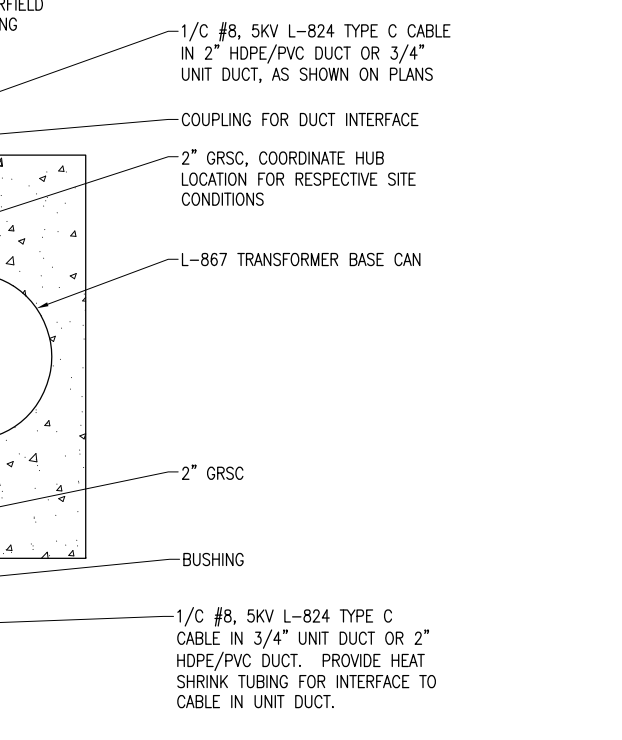 1/C #8, 5KV L-824 TYPE C CABLE
IN 2" HDPE/PVC DUCT OR 3/4"
UNIT DUCT, AS SHOWN ON PLANS
COUPLING FOR DUCT INTERFACE
2" GRSC, COORDINATE HUB
LOCATION FOR RESPECTIVE SITE
CONDITIONS
L-867 TRANSFORMER BASE CAN
2" GRSC
BUSHING
1/C #8, 5KV L-824 TYPE C
CABLE IN 3/4" UNIT DUCT OR 2"
HDPE/PVC DUCT. PROVIDE HEAT
SHRINK TUBING FOR INTERFACE TO
CABLE IN UNIT DUCT.